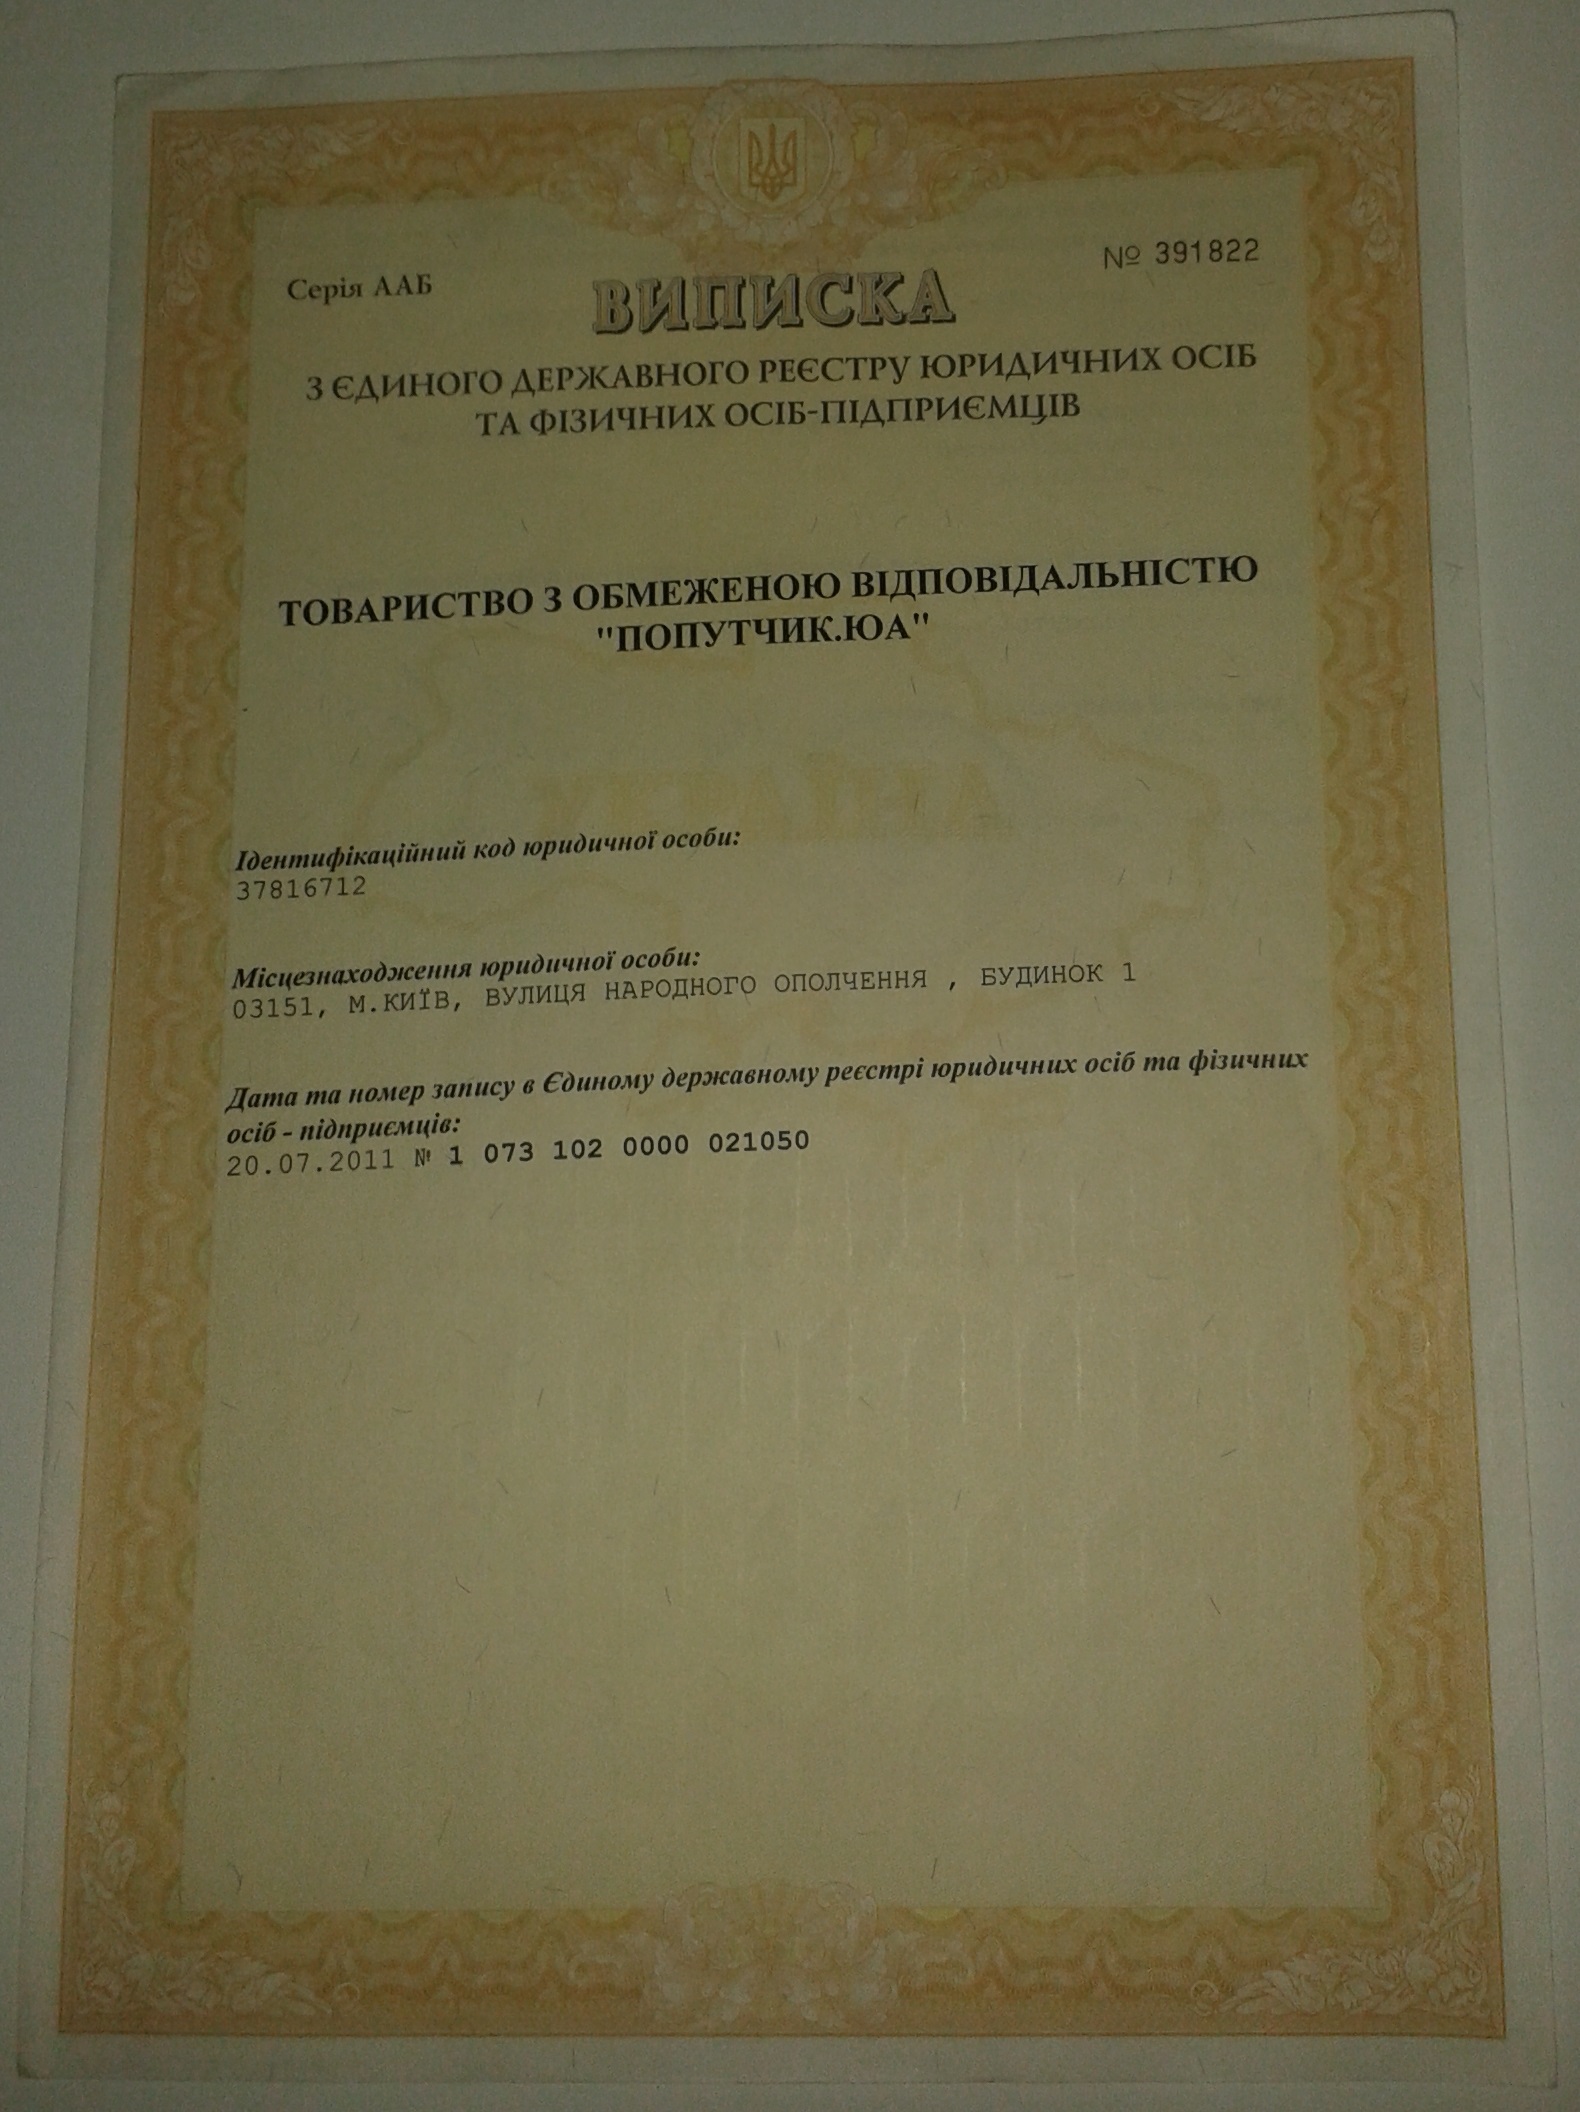 Серія ААБ
№ 391822
ВИПИСКА
З ЄДИНОГО ДЕРЖАВНОГО РЕЄСТРУ ЮРИДИЧНИХ ОСІБ
ТА ФІЗИЧНИХ ОСІБ-ПІДПРИЄМЦІВ
ТОВАРИСТВО З ОБМЕЖЕНОЮ ВІДПОВІДАЛЬНІСТЮ
"ПОПУТЧИК.ЮА"
УКРАЇНА
Ідентифікаційний код юридичної особи:
37816712
Місцезнаходження юридичної особи:
03151, М.КИЇВ, ВУЛИЦЯ НАРОДНОГО ОПОЛЧЕННЯ , БУДИНОК 1
Дата та номер запису в Єдиному державному реєстрі юридичних осіб та фізичних
осіб - підприємців:
20.07.2011 № 1 073 102 0000 021050